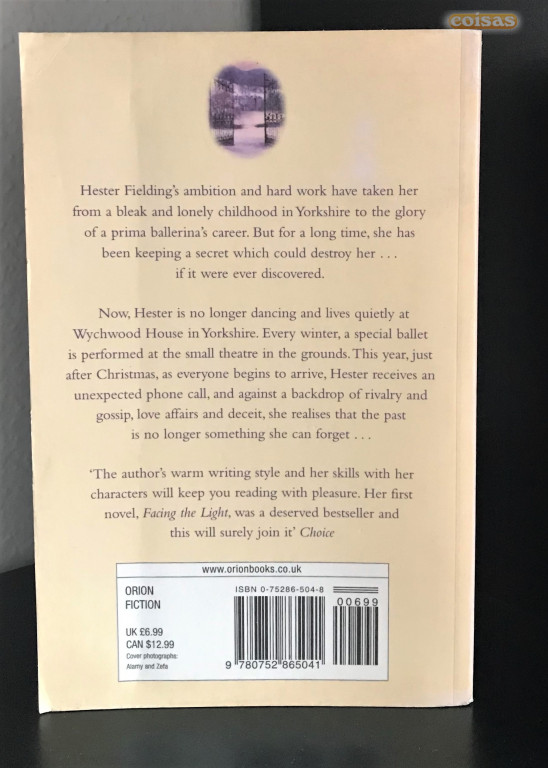 eoisas
Hester Fielding's ambition and hard work have taken her
from a bleak and lonely childhood in Yorkshire to the glory
of a prima ballerina's career. But for a long time, she has
been keeping a secret which could destroy her . . .
if it were ever discovered.
Now, Hester is no longer dancing and lives quietly at
Wychwood House in Yorkshire. Every winter, a special ballet
is performed at the small theatre in the grounds. This year, just
after Christmas, as everyone begins to arrive, Hester receives an
unexpected phone call, and against a backdrop of rivalry and
gossip, love affairs and deceit, she realises that the past
is no longer something she can forget . . .
'The author's warm writing style and her skills with her
characters will keep you reading with pleasure. Her first
novel, Facing the Light, was a deserved bestseller and
this will surely join it' Choice
www.orionbooks.co.uk
ORION
FICTION
UK £6.99
CAN $12.99
Cover photographs:
Alamy and Zefa
ISBN 0-75286-504-8
00699
9 780752 865041